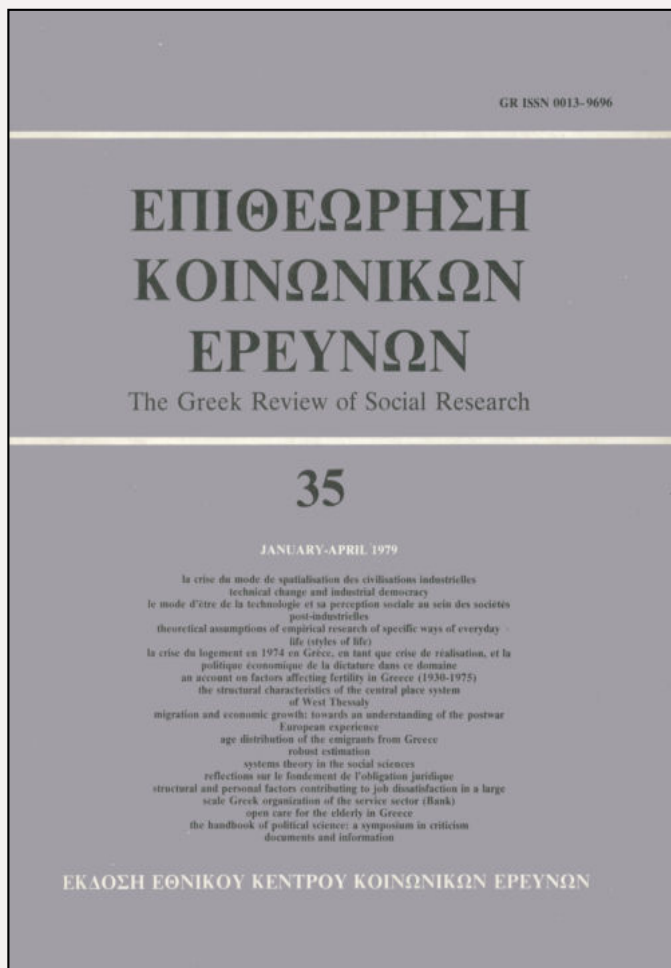 GR ISSN 0013-9696
ΕΠΙΘΕΩΡΗΣΗ
ΚΟΙΝΩΝΙΚΩΝ
ΕΡΕΥΝΩΝ
The Greek Review of Social Research
35
JANUARY-APRIL 1979
la crise du mode de spatialisation des civilisations industrielles
technical change and industrial democracy
le mode d'être de la technologie et sa perception sociale au sein des sociétés
post-industrielles
theoretical assumptions of empirical research of specific ways of everyday
life (styles of life)
la crise du logement en 1974 en Grèce, en tant que crise de réalisation, et la
politique économique de la dictature dans ce domaine
an account on factors affecting fertility in Greece (1930-1975)
the structural characteristics of the central place system
of West Thessaly
migration and economic growth: towards an understanding of the postwar
European experience
age distribution of the emigrants from Greece
robust estimation
systems theory in the social sciences
reflections sur le fondement de l'obligation juridique
structural and personal factors contributing to job dissatisfaction in a large
scale Greek organization of the service sector (Bank)
open care for the elderly in Greece
the handbook of political science: a symposium in criticism
documents and information
ΕΚΔΟΣΗ ΕΘΝΙΚΟΥ ΚΕΝΤΡΟΥ ΚΟΙΝΩΝΙΚΩΝ ΕΡΕΥΝΩΝ